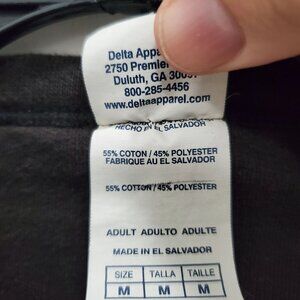 Delta Appa
2750 Premier
Duluth, GA 3009
800-285-4456
www.deltaapparel.com
HECHO EN EL SALVADOR
55% COTON / 45% POLYESTER
FABRIQUE AU EL SALVADOR
55% COTTON / 45% POLYESTER
ADULT ADULTO ADULTE
MADE IN EL SALVADOR
SIZE TALLA TAILLE
M M M